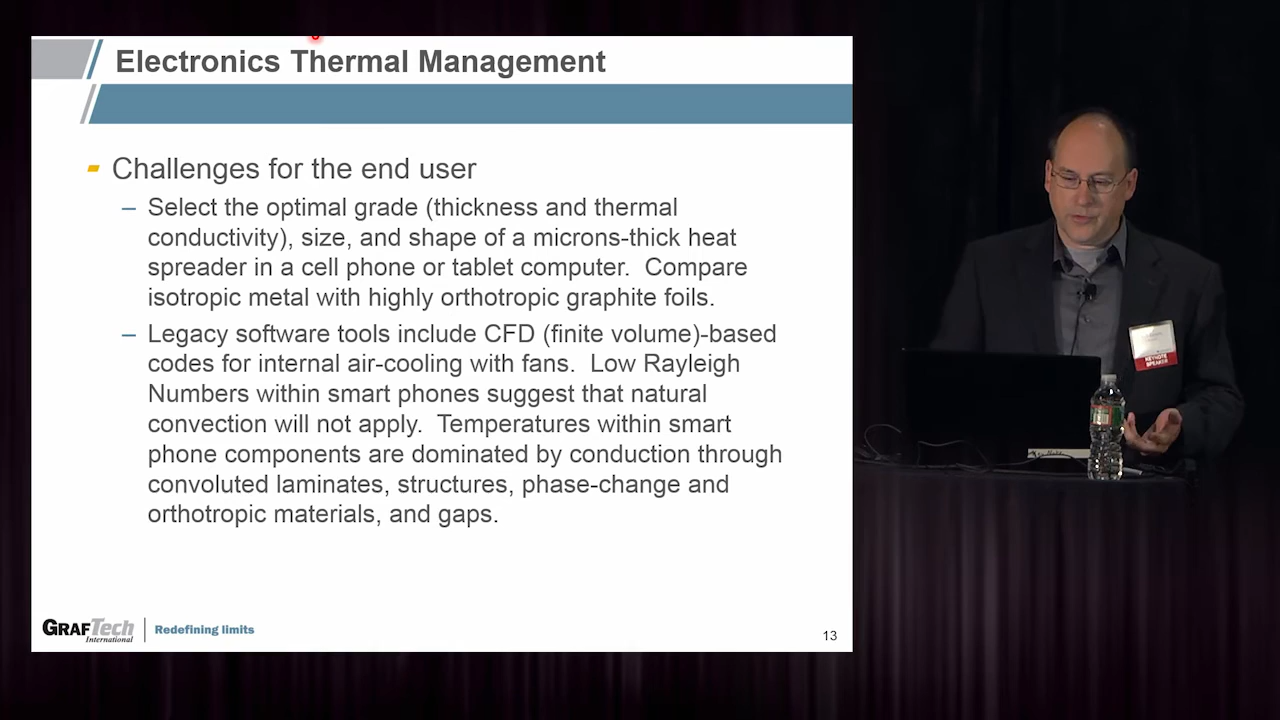 Electronics Thermal Management
Challenges for the end user
– Select the optimal grade (thickness and thermal
conductivity), size, and shape of a microns-thick heat
spreader in a cell phone or tablet computer.  Compare
isotropic metal with highly orthotropic graphite foils.
– Legacy software tools include CFD (finite volume)-based
codes for internal air-cooling with fans.  Low Rayleigh
Numbers within smart phones suggest that natural
convection will not apply.  Temperatures within smart
phone components are dominated by conduction through
convoluted laminates, structures, phase-change and
orthotropic materials, and gaps.
GRAFTech
International
Redefining limits
13
KEYNOTE
SPEAKER